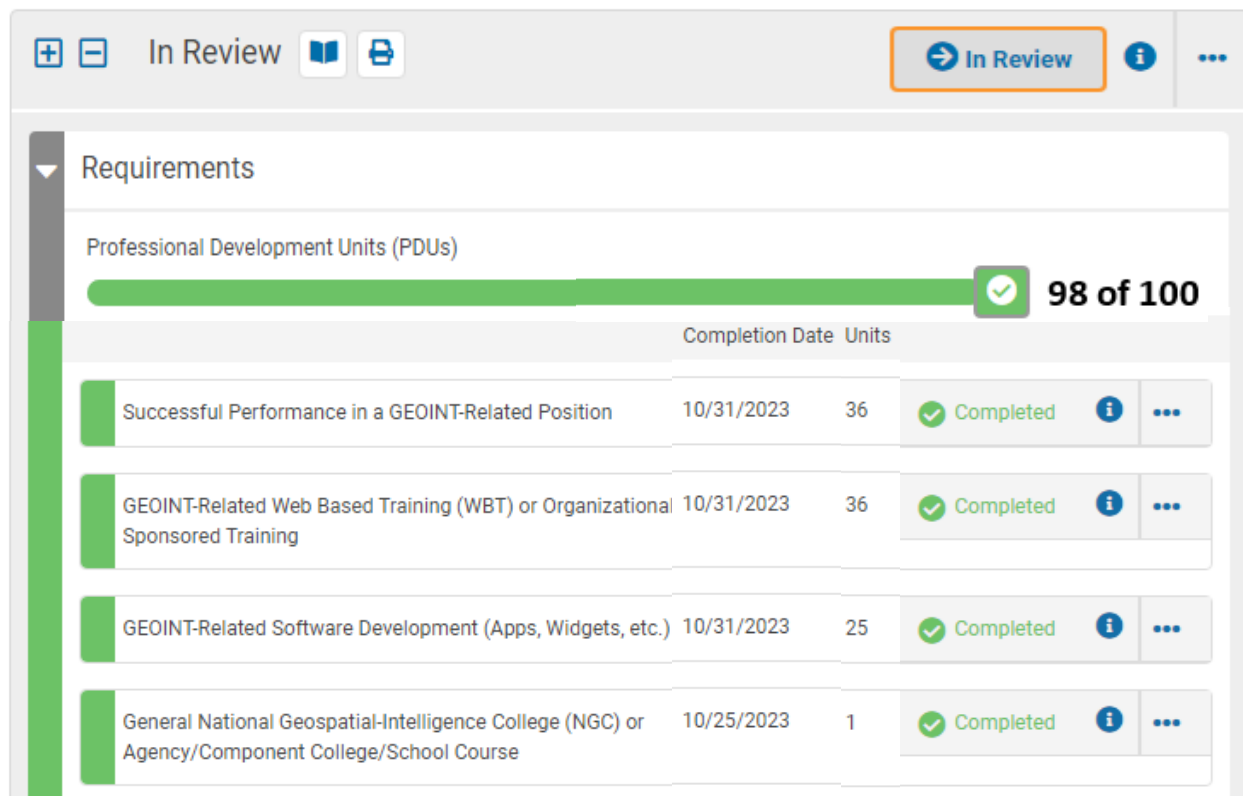 In Review
In Review
Requirements
Professional Development Units (PDUs)
98 of 100
Completion Date Units
Successful Performance in a GEOINT-Related Position 10/31/2023 36 Completed
GEOINT-Related Web Based Training (WBT) or Organizational 10/31/2023 36 Completed
Sponsored Training
GEOINT-Related Software Development (Apps, Widgets, etc.) 10/31/2023 25 Completed
General National Geospatial-Intelligence College (NGC) or 10/25/2023 1 Completed
Agency/Component College/School Course